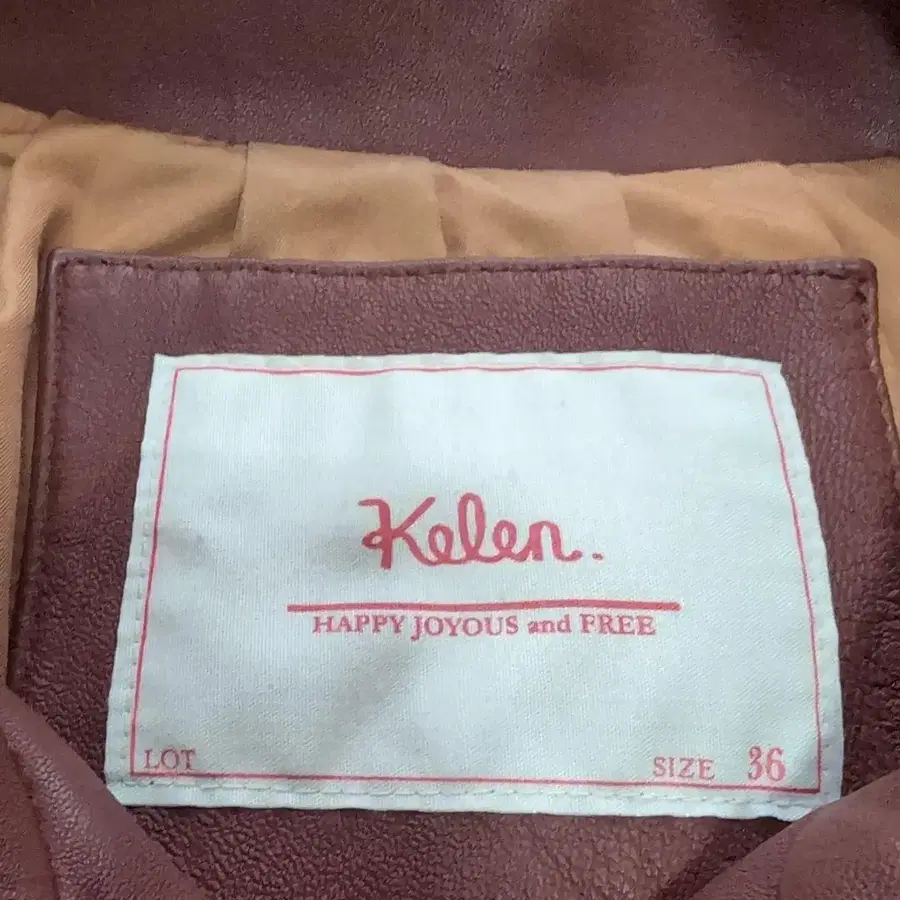 Kelen.
HAPPY JOYOUS and FREE
LOT
SIZE 36